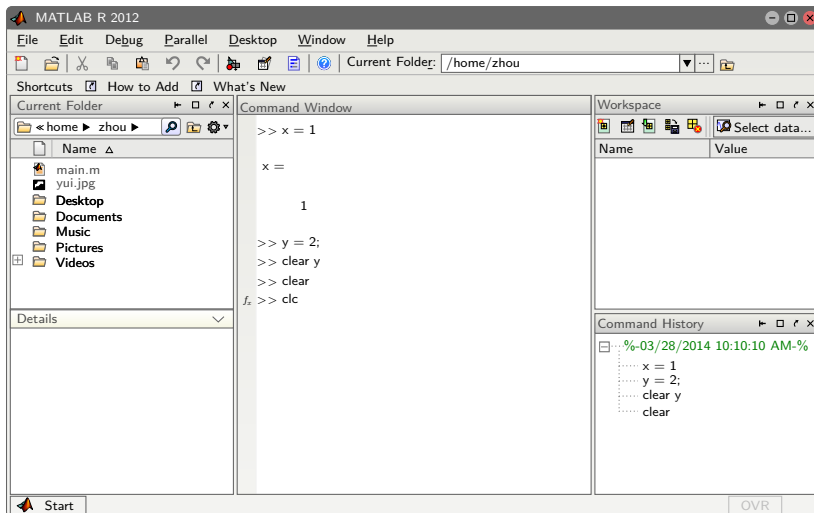 MATLAB R 2012
File Edit Debug Parallel Desktop Window Help
Current Folder: /home/zhou
Shortcuts How to Add What's New
Current Folder
« home zhou
Name
main.m
yui.jpg
Desktop
Documents
Music
Pictures
Videos
Details
Command Window
>> x = 1
x =
1
>> y = 2;
>> clear y
>> clear
fx >> clc
Workspace
Select data...
Name Value
Command History
%-03/28/2014 10:10:10 AM-%
x = 1
y = 2;
clear y
clear
Start
OVR